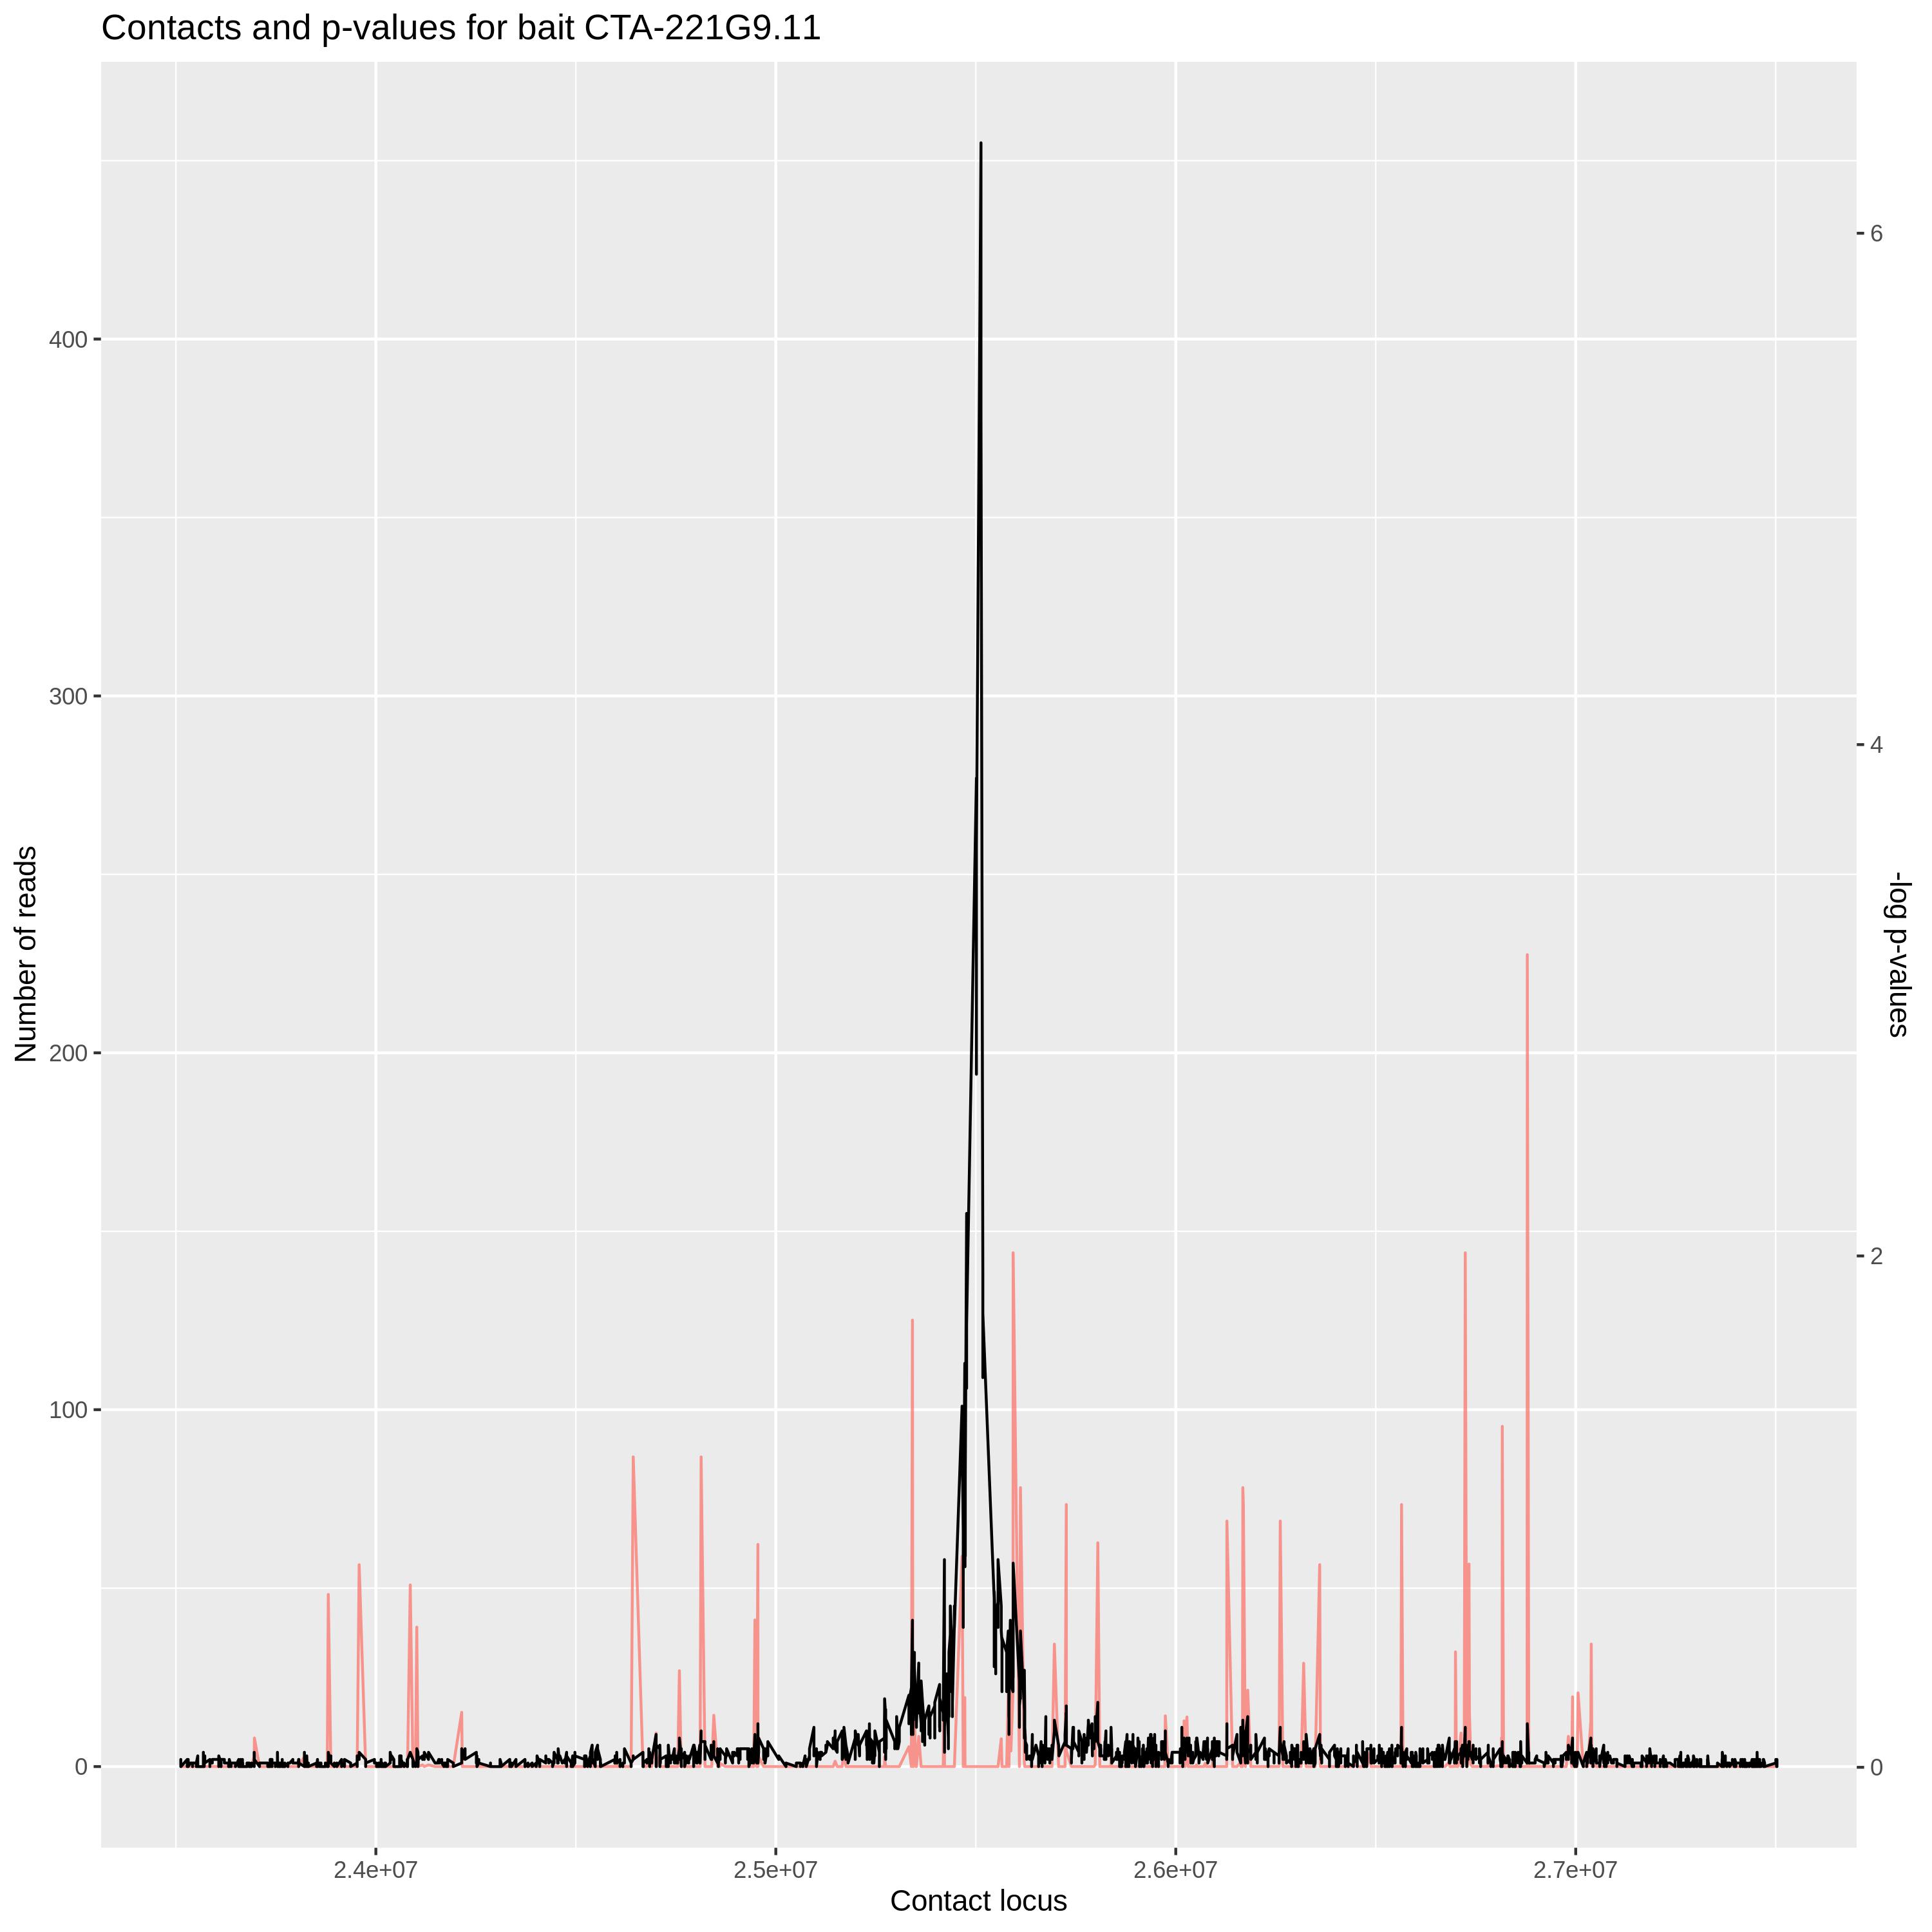 Contacts and p-values for bait CTA-221G9.11
400
300
200
100
0
Number of reads
6
4
2
0
-log p-values
2.4e+07
2.5e+07
2.6e+07
2.7e+07
Contact locus